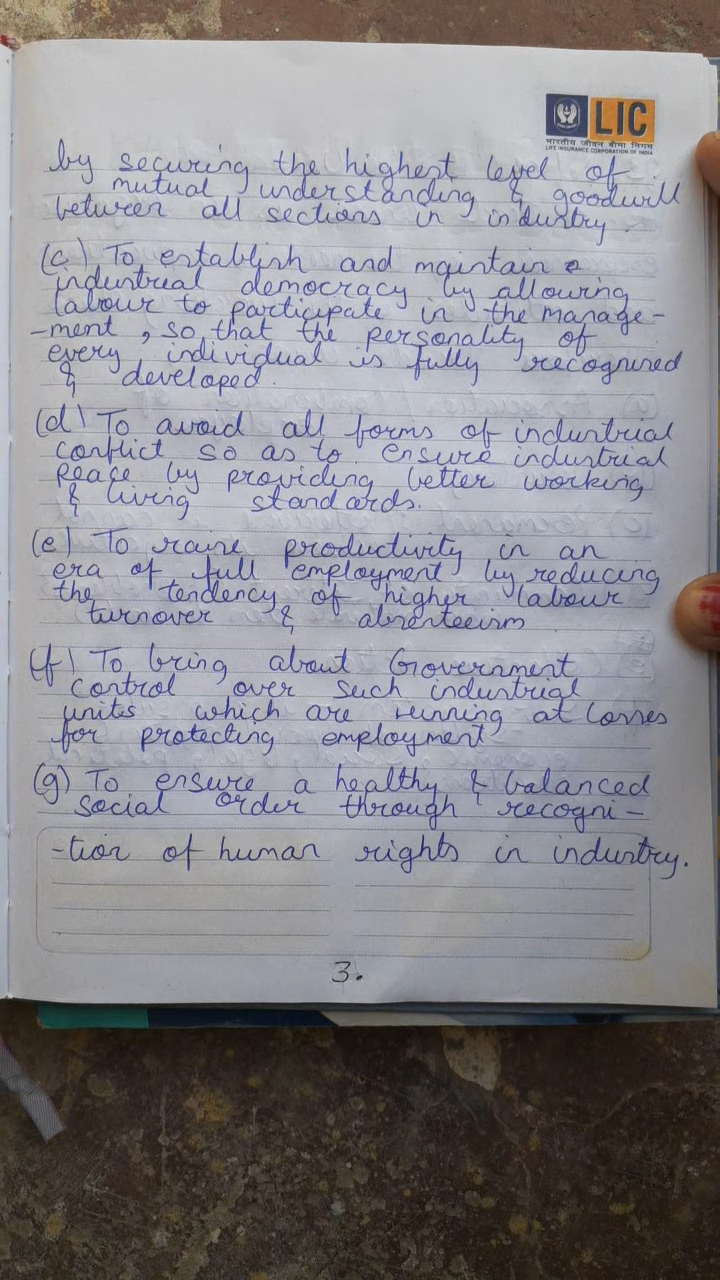 LIC
भारतीय जीवन बीमा निगम
LIFE INSURANCE CORPORATION OF INDIA
by securing the highest level of
mutual understanding & goodwill
between all sections in industry.
(c) To establish and maintain
industrial democracy by allowing
labour to participate in the manage-
-ment, so that the personality of
every individual is fully recognised
& developed.
(d) To avoid all forms of industrial
conflict so as to ensure industrial
peace by providing better working
& living standards.
(e) To raise productivity in an
era of full employment by reducing
the tendency of higher labour
turnover & absenteeism
(f) To bring about Government
control over such industrial
units which are running at losses
for protecting employment
(g) To ensure a healthy & balanced
social order through recogni-
-tion of human rights in industry.
3.